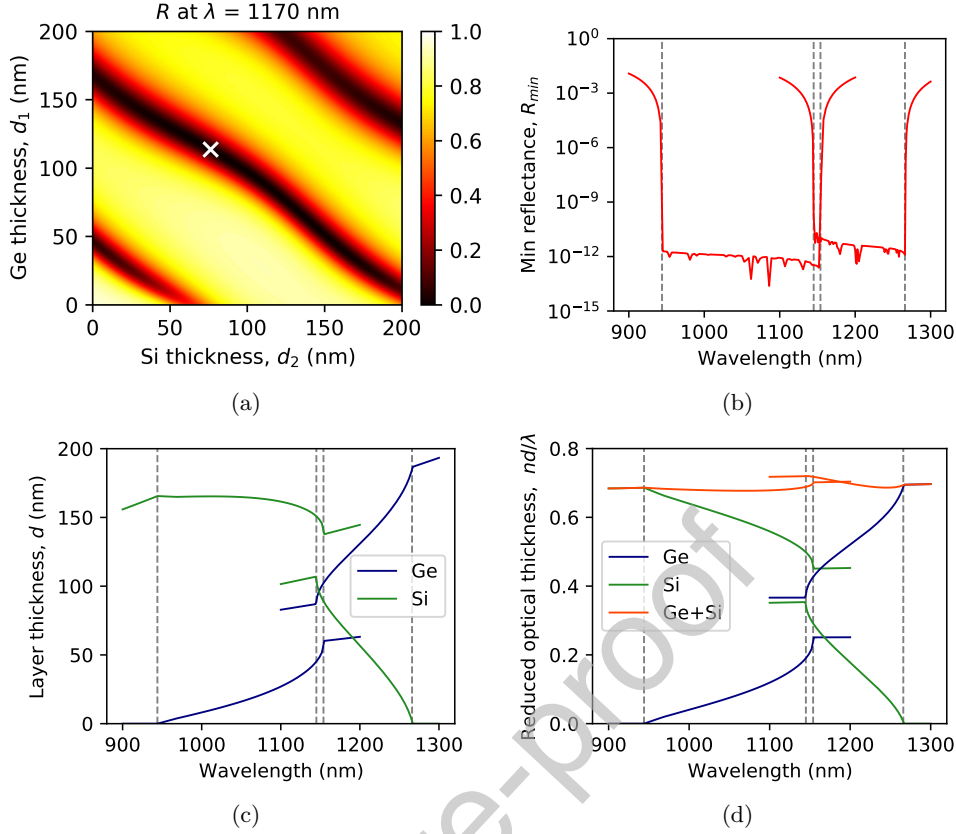 R at λ = 1170 nm
200
150
100
50
0
Ge thickness, d1 (nm)
0 50 100 150 200
Si thickness, d2 (nm)
1.0
0.8
0.6
0.4
0.2
0.0
(a)
10^0
10^-3
10^-6
10^-9
10^-12
10^-15
Min reflectance, Rmin
900 1000 1100 1200 1300
Wavelength (nm)
(b)
200
150
100
50
0
Layer thickness, d (nm)
Ge
Si
900 1000 1100 1200 1300
Wavelength (nm)
(c)
0.8
0.6
0.4
0.2
0.0
Reduced optical thickness, nd/λ
Ge
Si
Ge+Si
900 1000 1100 1200 1300
Wavelength (nm)
(d)
e-proof